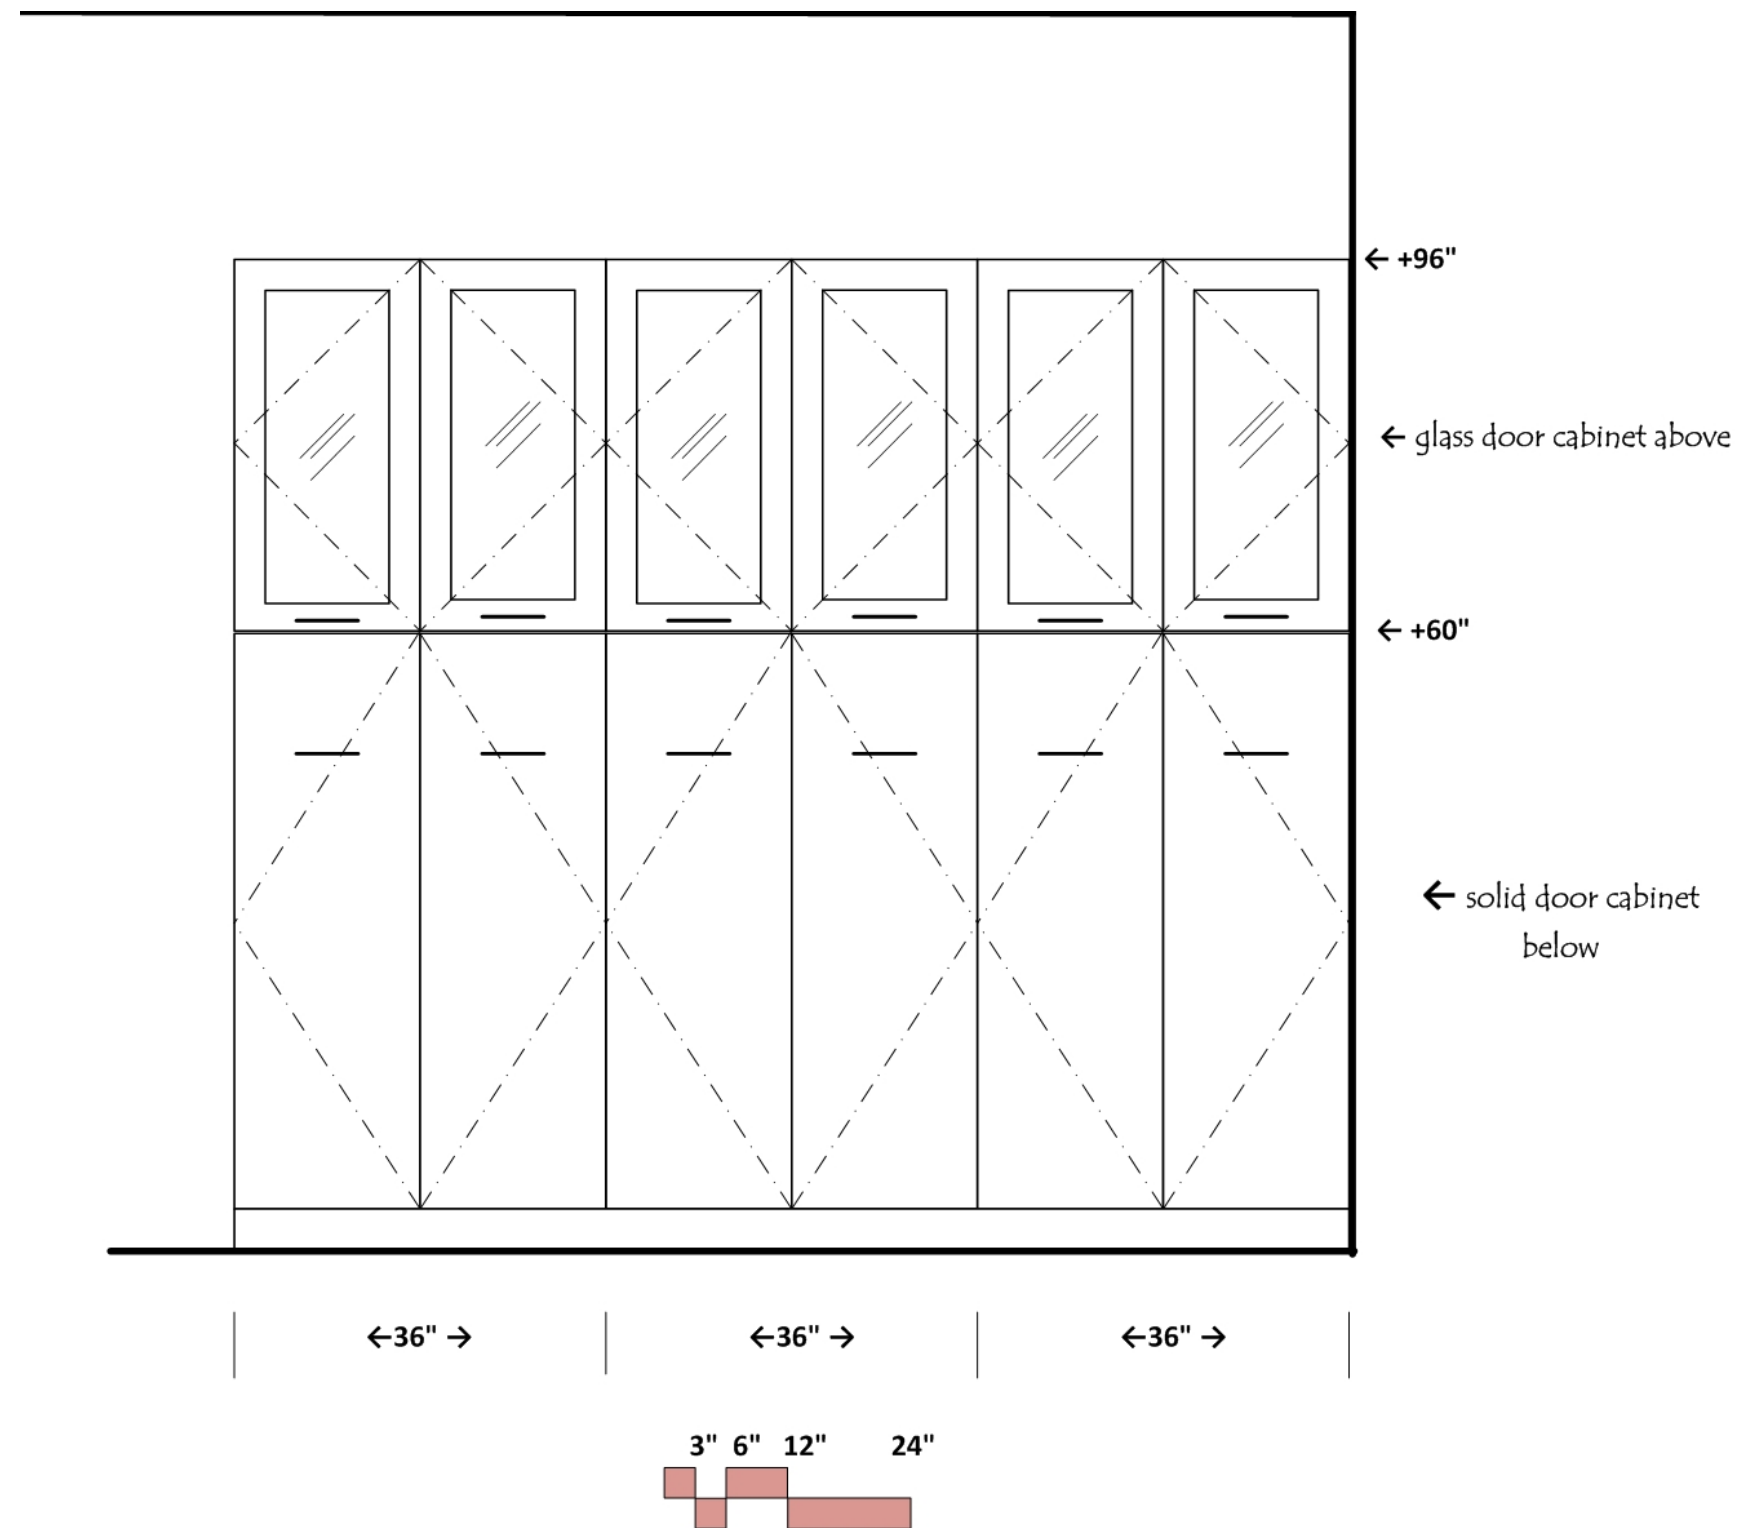 ← +96"
← glass door cabinet above
← +60"
← solid door cabinet
below
←36" →
←36" →
←36" →
3" 6" 12" 24"